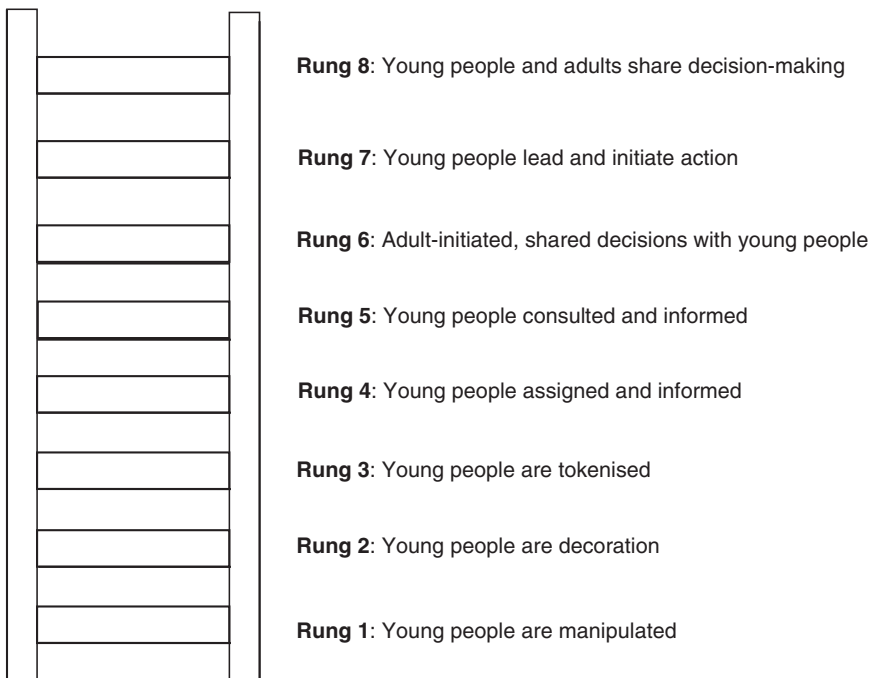 Rung 8: Young people and adults share decision-making
Rung 7: Young people lead and initiate action
Rung 6: Adult-initiated, shared decisions with young people
Rung 5: Young people consulted and informed
Rung 4: Young people assigned and informed
Rung 3: Young people are tokenised
Rung 2: Young people are decoration
Rung 1: Young people are manipulated